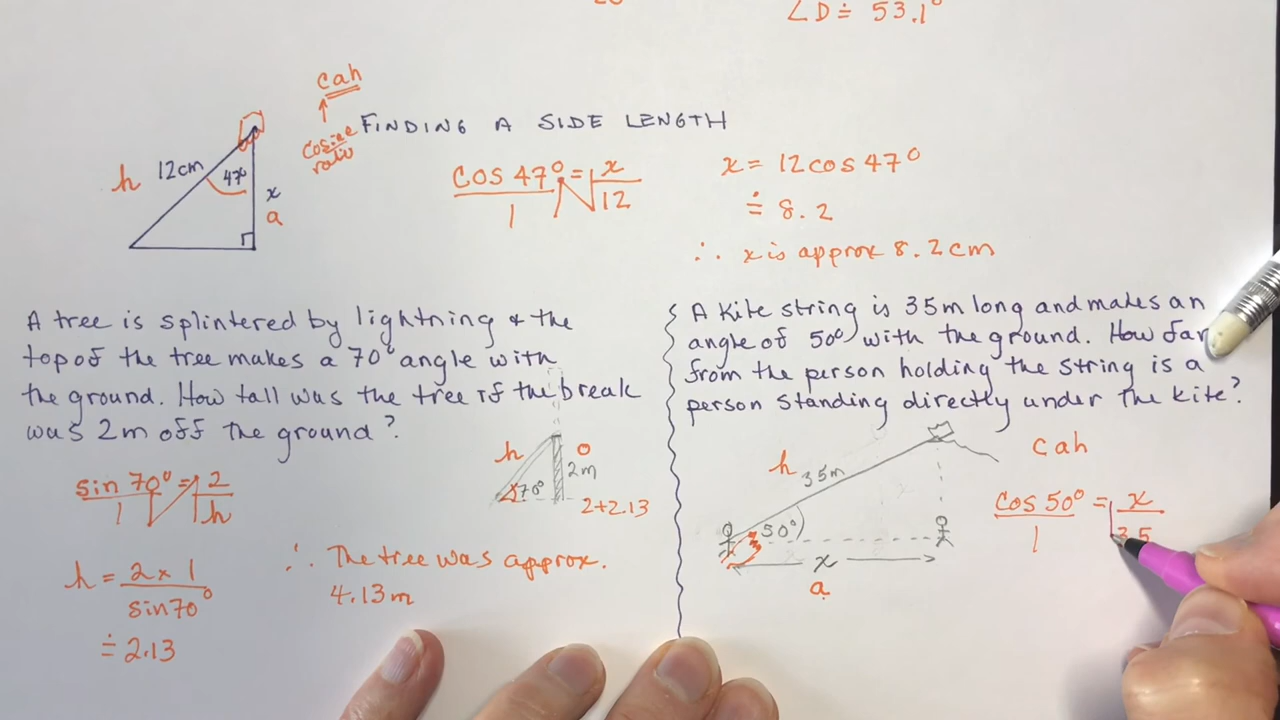 ∠D ≐ 53.1°
cah
cosine
ratio
FINDING A SIDE LENGTH
h
12cm
47°
x
a
cos 47° = x
1 12
x = 12 cos 47°
≐ 8.2
∴ x is approx 8.2 cm
A tree is splintered by lightning & the
top of the tree makes a 70° angle with
the ground. How tall was the tree if the break
was 2m off the ground?
h
o
2m
70°
2+2.13
sin 70° = 2
1 h
h = 2 x 1
sin 70°
≐ 2.13
∴ The tree was approx.
4.13m
A kite string is 35m long and makes an
angle of 50° with the ground. How far
from the person holding the string is a
person standing directly under the kite?
h
35m
50°
x
a
cah
cos 50° = x
1 35